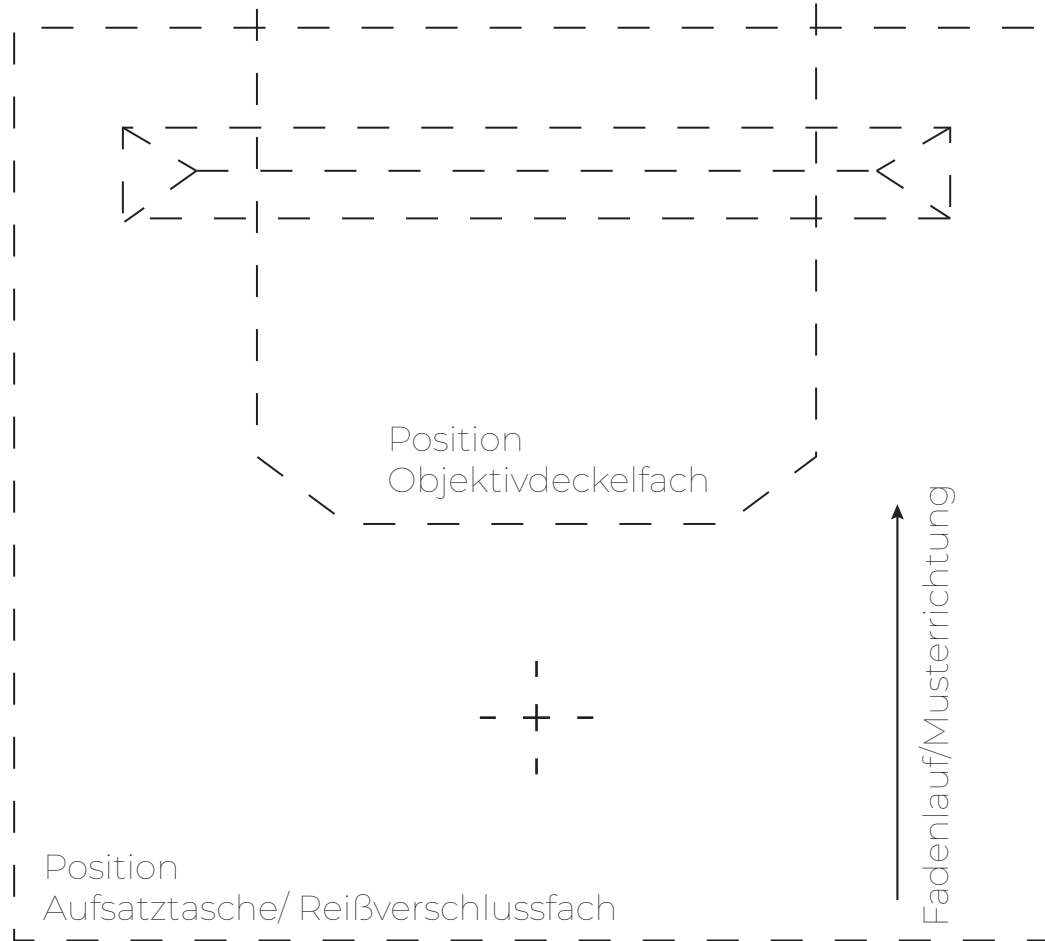 Position
Objektivdeckelfach
Fadenlauf/Musterrichtung
Position
Aufsatztasche/ Reißverschlussfach